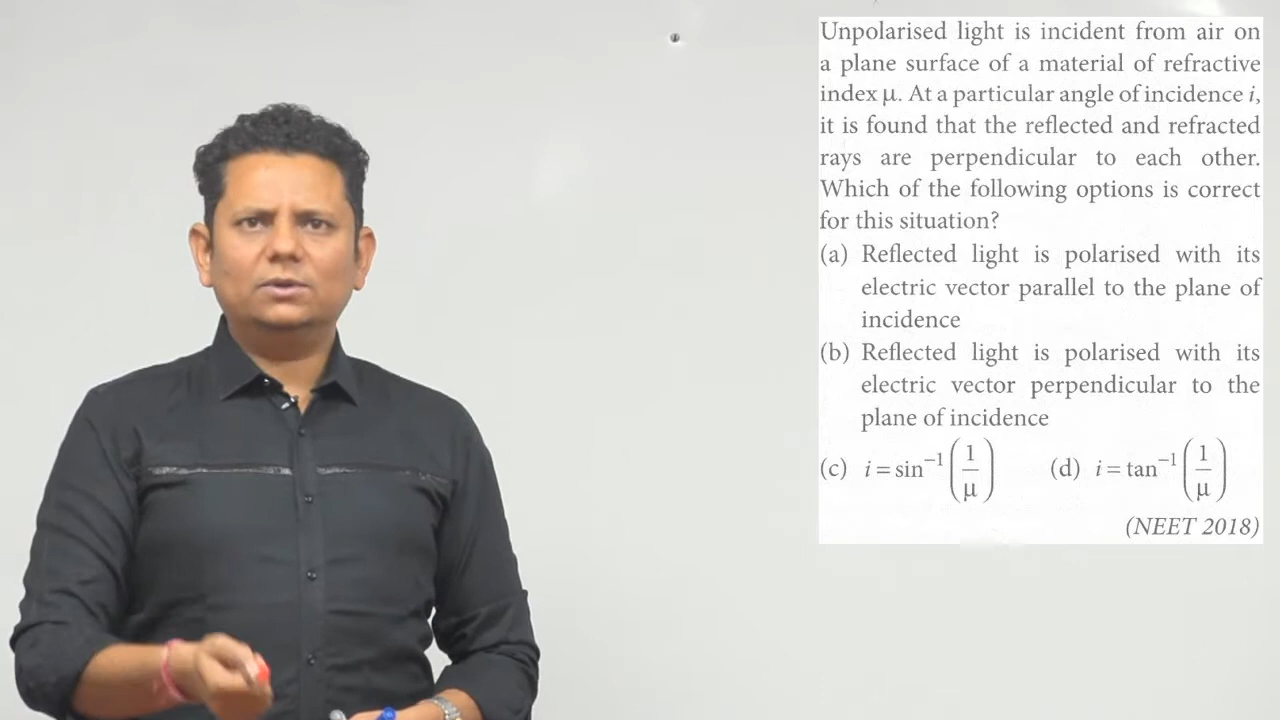 Unpolarised light is incident from air on
a plane surface of a material of refractive
index μ. At a particular angle of incidence i,
it is found that the reflected and refracted
rays are perpendicular to each other.
Which of the following options is correct
for this situation?
(a) Reflected light is polarised with its
electric vector parallel to the plane of
incidence
(b) Reflected light is polarised with its
electric vector perpendicular to the
plane of incidence
(c) i = sin⁻¹(1/μ) (d) i = tan⁻¹(1/μ)
(NEET 2018)